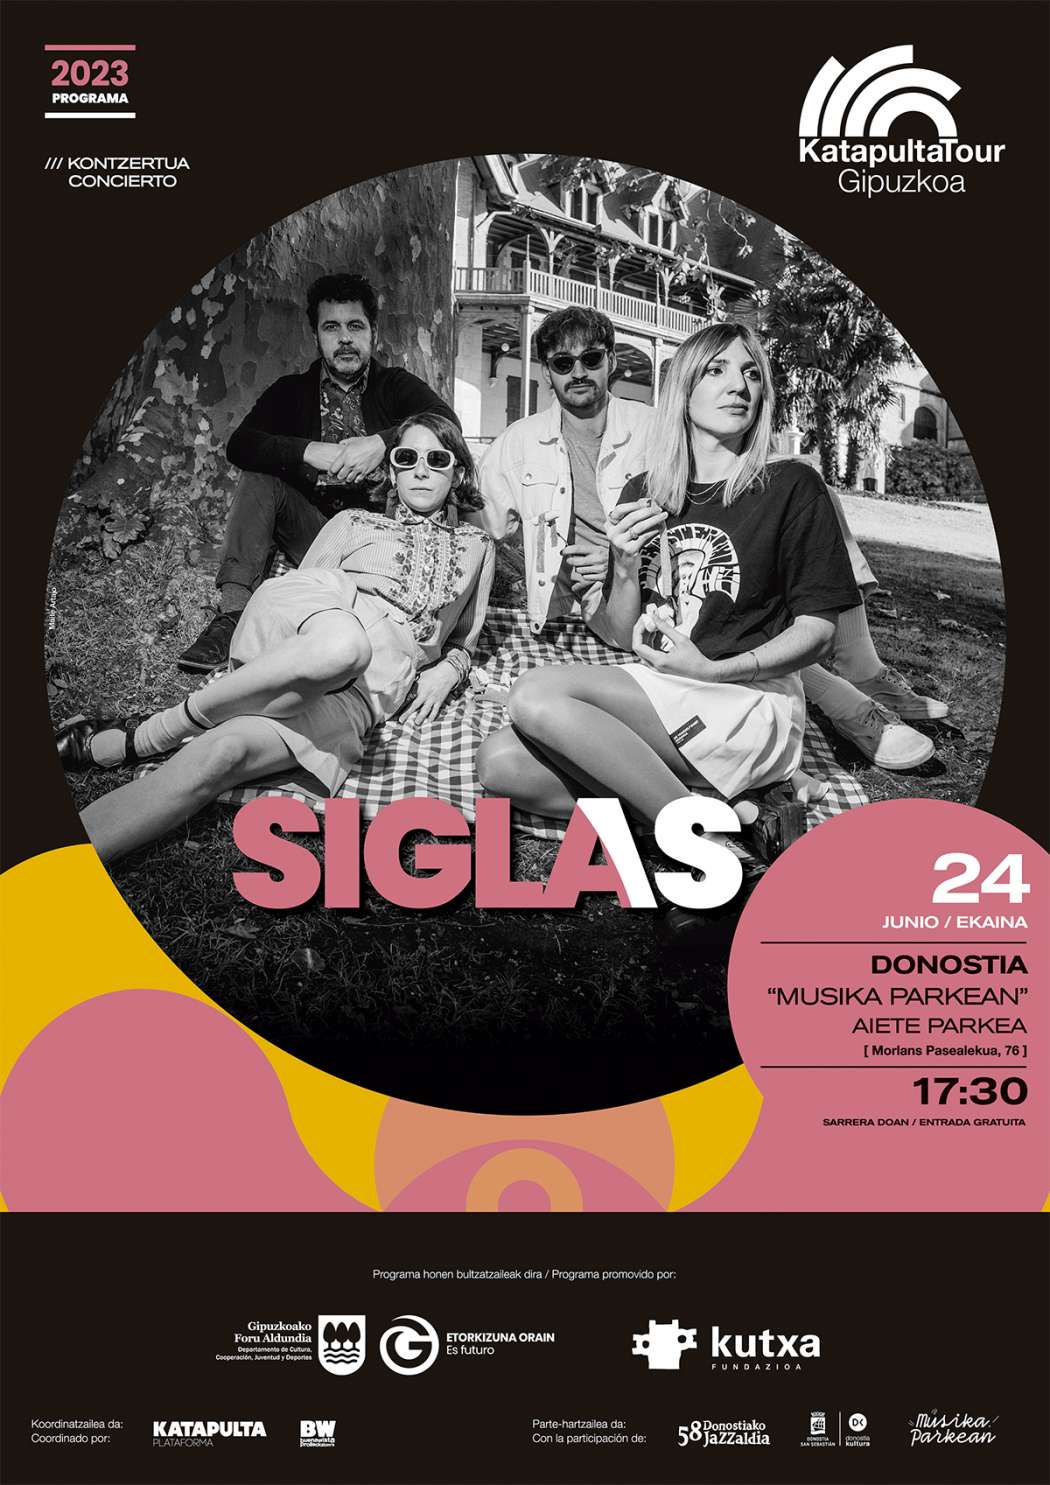 2023
PROGRAMA
/// KONTZERTUA
CONCIERTO
KatapultaTour
Gipuzkoa
Maite Artajo
SIGLAS
24
JUNIO / EKAINA
DONOSTIA
“MUSIKA PARKEAN”
AIETE PARKEA
[ Morlans Pasealekua, 76 ]
17:30
SARRERA DOAN / ENTRADA GRATUITA
Programa honen bultzatzaileak dira / Programa promovido por:
Gipuzkoako
Foru Aldundia
Departamento de Cultura,
Cooperación, Juventud y Deportes
ETORKIZUNA ORAIN
Es futuro
kutxa
FUNDAZIOA
Koordinatzailea da:
Coordinado por:
KATAPULTA
PLATAFORMA
BW
Parte-hartzailea da:
Con la participación de:
58 Donostiako
JaZZaldia
DONOSTIA
SAN SEBASTIÁN
DK
donostia
kultura
Musika
Parkean